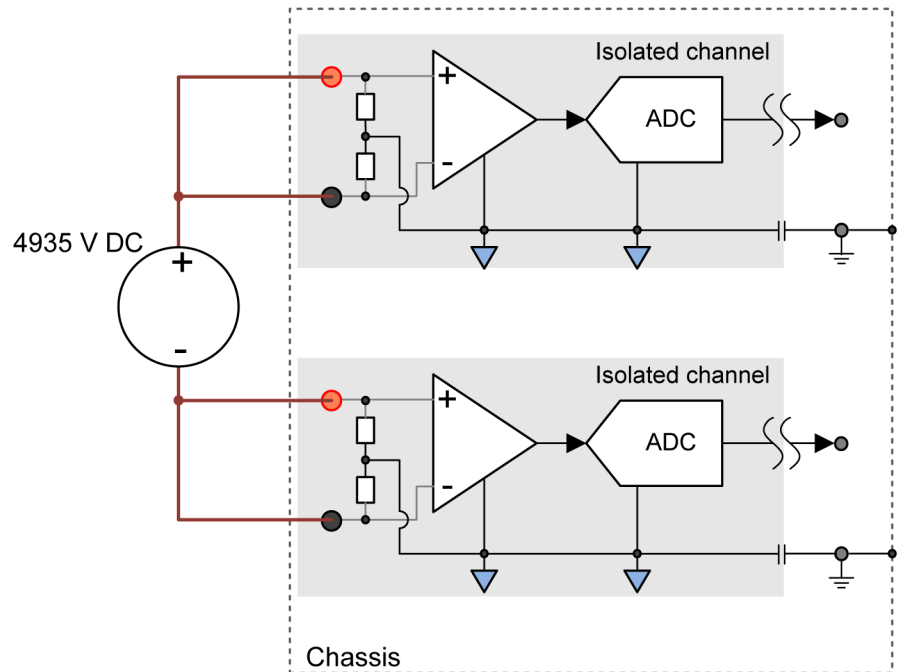 Isolated channel
+
-
ADC
4935 V DC
+
-
Isolated channel
+
-
ADC
Chassis